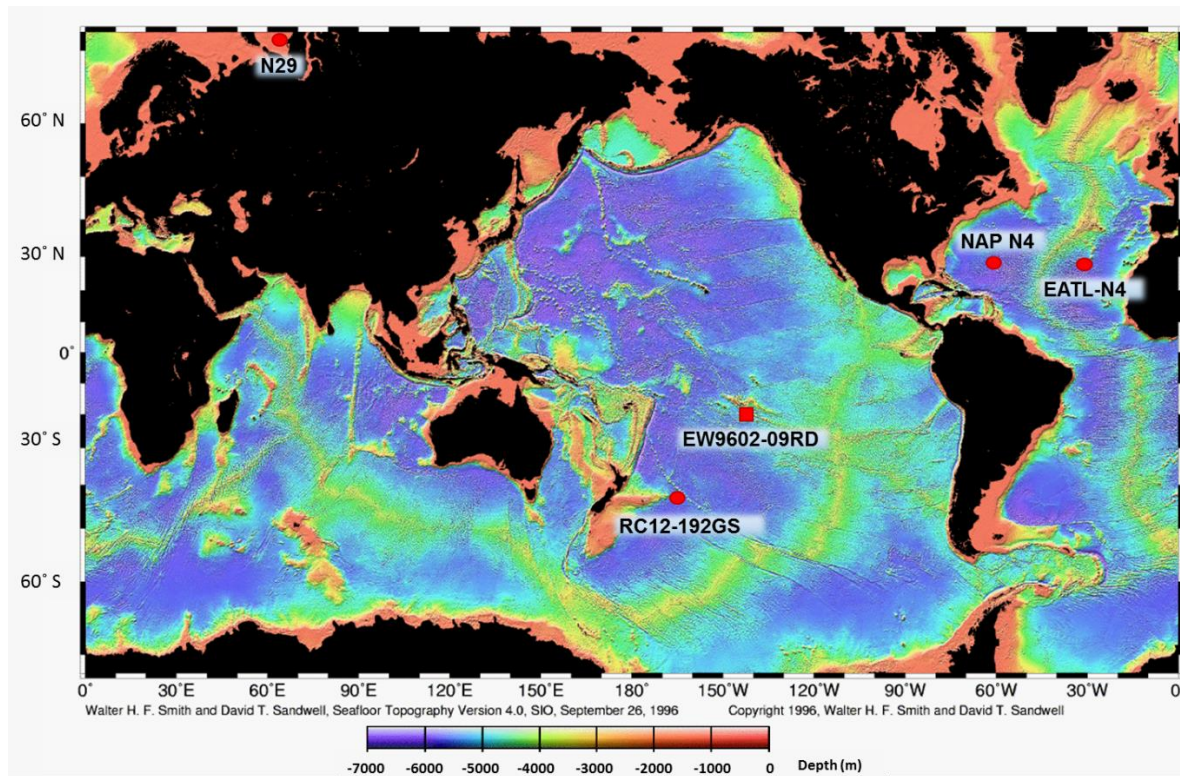 N29
60° N
30° N
NAP N4
EATL-N4
0°
EW9602-09RD
30° S
RC12-192GS
60° S
0° 30°E 60°E 90°E 120°E 150°E 180° 150°W 120°W 90°W 60°W 30°W 0°
Walter H. F. Smith and David T. Sandwell, Seafloor Topography Version 4.0, SIO, September 26, 1996 Copyright 1996, Walter H. F. Smith and David T. Sandwell
-7000 -6000 -5000 -4000 -3000 -2000 -1000 0 Depth (m)